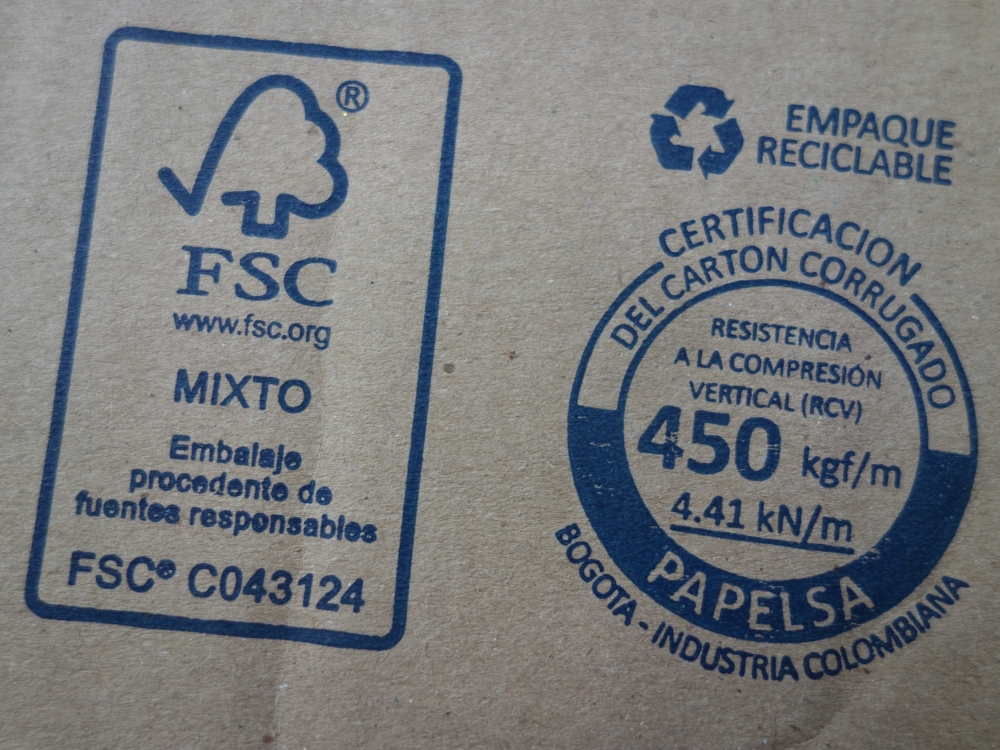 ®
FSC
www.fsc.org
MIXTO
Embalaje
procedente de
fuentes responsables
FSC® C043124
EMPAQUE
RECICLABLE
CERTIFICACION
DEL CARTON CORRUGADO
RESISTENCIA
A LA COMPRESIÓN
VERTICAL (RCV)
450 kgf/m
4.41 kN/m
PAPELSA
BOGOTA - INDUSTRIA COLOMBIANA